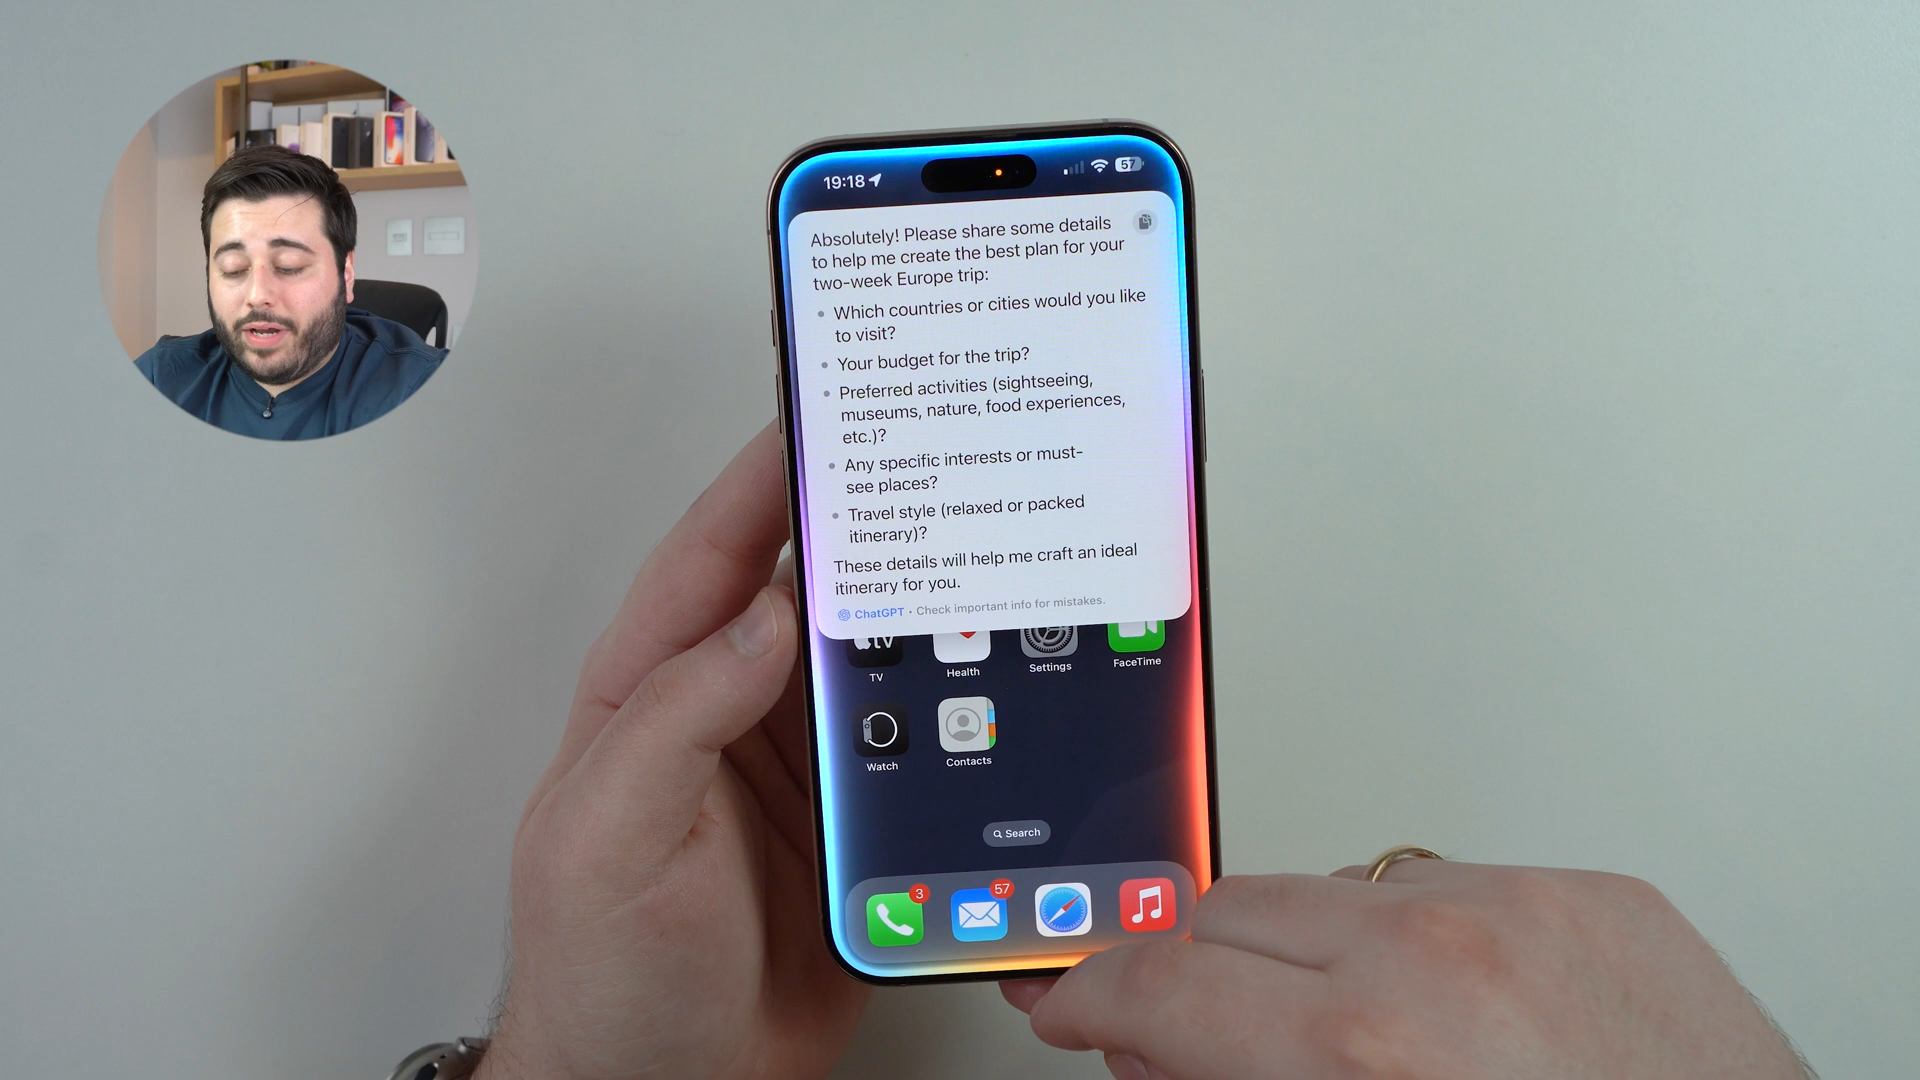 19:18
57
Absolutely! Please share some details
to help me create the best plan for your
two-week Europe trip:
• Which countries or cities would you like
to visit?
• Your budget for the trip?
• Preferred activities (sightseeing,
museums, nature, food experiences,
etc.)?
• Any specific interests or must-
see places?
• Travel style (relaxed or packed
itinerary)?
These details will help me craft an ideal
itinerary for you.
ChatGPT • Check important info for mistakes.
tv
TV
Health
Settings
FaceTime
Watch
Contacts
Search
3
57